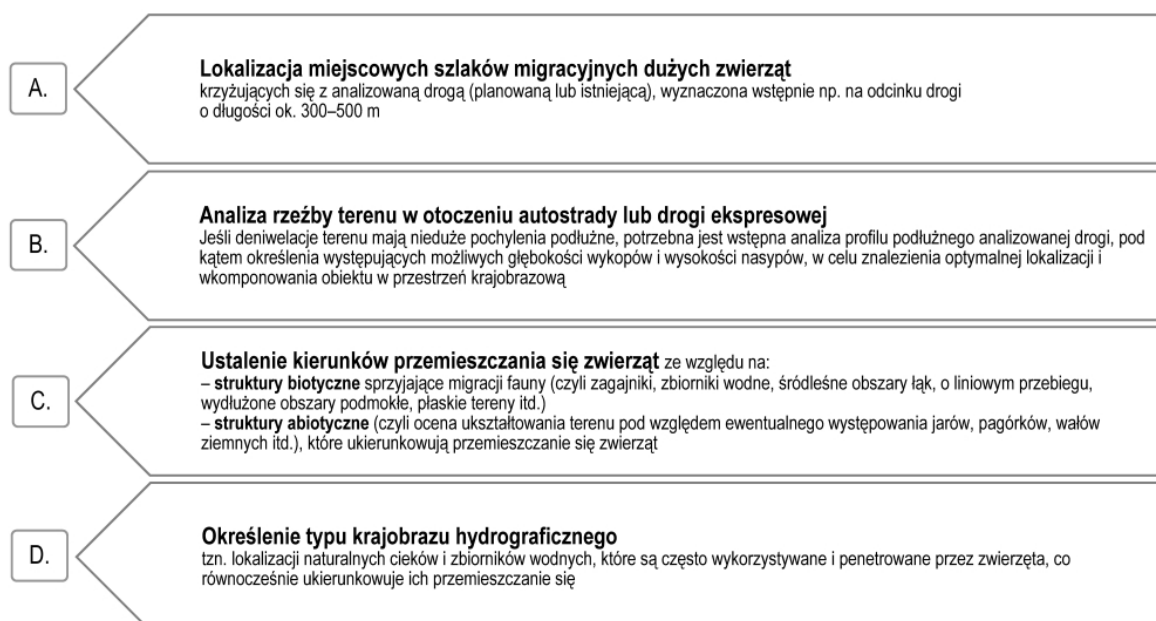 A.
Lokalizacja miejscowych szlaków migracyjnych dużych zwierząt
krzyżujących się z analizowaną drogą (planowaną lub istniejącą), wyznaczona wstępnie np. na odcinku drogi
o długości ok. 300–500 m
B.
Analiza rzeźby terenu w otoczeniu autostrady lub drogi ekspresowej
Jeśli deniwelacje terenu mają nieduże pochylenia podłużne, potrzebna jest wstępna analiza profilu podłużnego analizowanej drogi, pod
kątem określenia występujących możliwych głębokości wykopów i wysokości nasypów, w celu znalezienia optymalnej lokalizacji i
wkomponowania obiektu w przestrzeń krajobrazową
C.
Ustalenie kierunków przemieszczania się zwierząt ze względu na:
– struktury biotyczne sprzyjające migracji fauny (czyli zagajniki, zbiorniki wodne, śródleśne obszary łąk, o liniowym przebiegu,
wydłużone obszary podmokłe, płaskie tereny itd.)
– struktury abiotyczne (czyli ocena ukształtowania terenu pod względem ewentualnego występowania jarów, pagórków, wałów
ziemnych itd.), które ukierunkowują przemieszczanie się zwierząt
D.
Określenie typu krajobrazu hydrograficznego
tzn. lokalizacji naturalnych cieków i zbiorników wodnych, które są często wykorzystywane i penetrowane przez zwierzęta, co
równocześnie ukierunkowuje ich przemieszczanie się